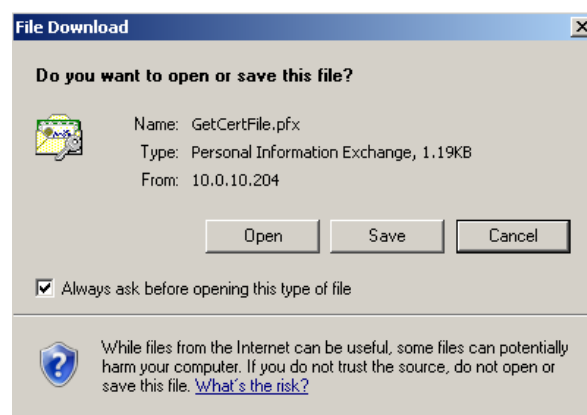 File Download
Do you want to open or save this file?
Name: GetCertFile.pfx
Type: Personal Information Exchange, 1.19KB
From: 10.0.10.204
Open Save Cancel
Always ask before opening this type of file
While files from the Internet can be useful, some files can potentially
harm your computer. If you do not trust the source, do not open or
save this file. What's the risk?